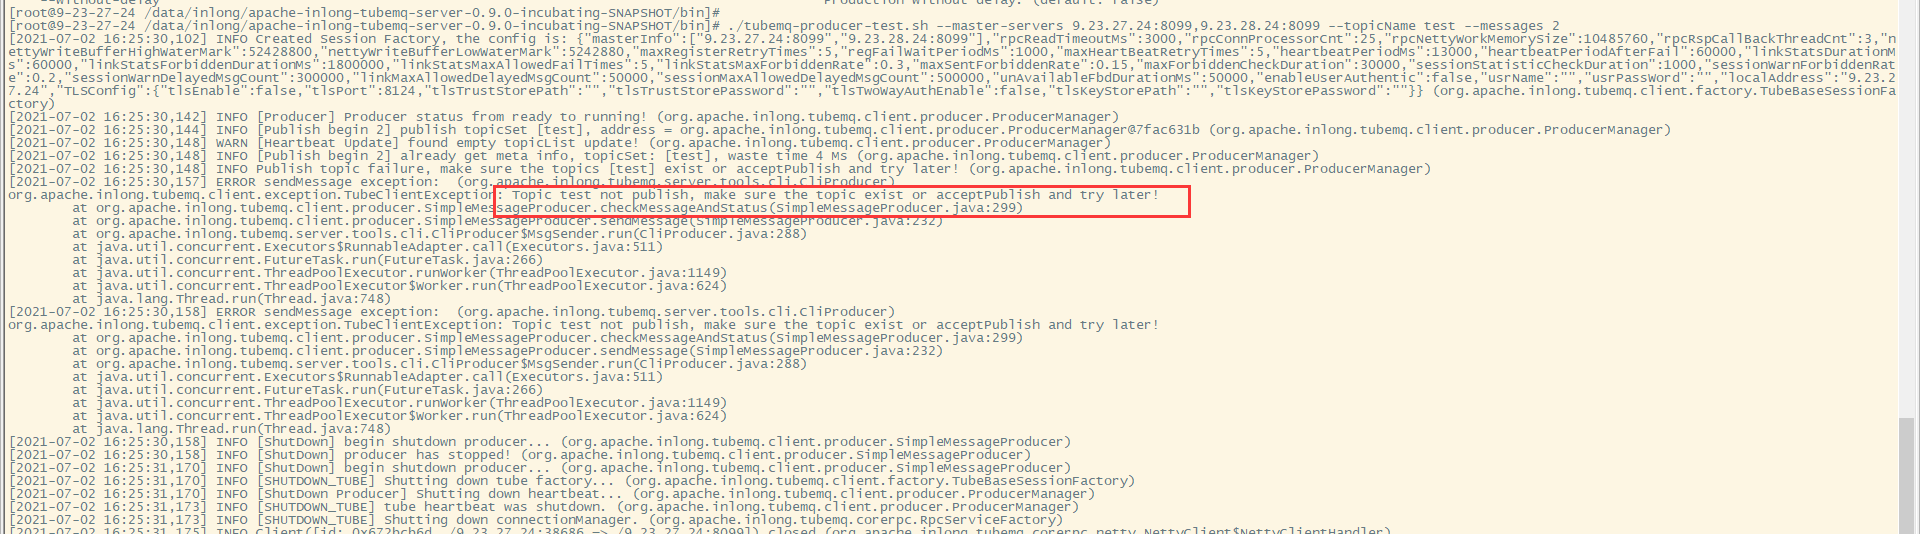 --without-delay                                                                                   Production without delay. (default: false)
[root@9-23-27-24 /data/inlong/apache-inlong-tubemq-server-0.9.0-incubating-SNAPSHOT/bin]#
[root@9-23-27-24 /data/inlong/apache-inlong-tubemq-server-0.9.0-incubating-SNAPSHOT/bin]# ./tubemq-producer-test.sh --master-servers 9.23.27.24:8099,9.23.28.24:8099 --topicName test --messages 2
[2021-07-02 16:25:30,102] INFO Created Session Factory, the config is: {"masterInfo":["9.23.27.24:8099","9.23.28.24:8099"],"rpcReadTimeoutMs":3000,"rpcConnProcessorCnt":25,"rpcNettyWorkMemorySize":10485760,"rpcRspCallBackThreadCnt":3,"n
ettyWriteBufferHighWaterMark":52428800,"nettyWriteBufferLowWaterMark":5242880,"maxRegisterRetryTimes":5,"regFailWaitPeriodMs":1000,"maxHeartBeatRetryTimes":5,"heartbeatPeriodMs":13000,"heartbeatPeriodAfterFail":60000,"linkStatsDurationM
s":60000,"linkStatsForbiddenDurationMs":1800000,"linkStatsMaxAllowedFailTimes":5,"linkStatsMaxForbiddenRate":0.3,"maxSentForbiddenRate":0.15,"maxForbiddenCheckDuration":30000,"sessionStatisticCheckDuration":1000,"sessionWarnForbiddenRat
e":0.2,"sessionWarnDelayedMsgCount":300000,"linkMaxAllowedDelayedMsgCount":50000,"sessionMaxAllowedDelayedMsgCount":500000,"unAvailableFbdDurationMs":50000,"enableUserAuthentic":false,"usrName":"","usrPassWord":"","localAddress":"9.23.2
7.24","TLSConfig":{"tlsEnable":false,"tlsPort":8124,"tlsTrustStorePath":"","tlsTrustStorePassword":"","tlsTwoWayAuthEnable":false,"tlsKeyStorePath":"","tlsKeyStorePassword":""}} (org.apache.inlong.tubemq.client.factory.TubeBaseSessionFa
ctory)
[2021-07-02 16:25:30,142] INFO [Producer] Producer status from ready to running! (org.apache.inlong.tubemq.client.producer.ProducerManager)
[2021-07-02 16:25:30,144] INFO [Publish begin 2] publish topicSet [test], address = org.apache.inlong.tubemq.client.producer.ProducerManager@7fac631b (org.apache.inlong.tubemq.client.producer.ProducerManager)
[2021-07-02 16:25:30,148] WARN [Heartbeat Update] found empty topicList update! (org.apache.inlong.tubemq.client.producer.ProducerManager)
[2021-07-02 16:25:30,148] INFO [Publish begin 2] already get meta info, topicSet: [test], waste time 4 Ms (org.apache.inlong.tubemq.client.producer.ProducerManager)
[2021-07-02 16:25:30,148] INFO Publish topic failure, make sure the topics [test] exist or acceptPublish and try later! (org.apache.inlong.tubemq.client.producer.ProducerManager)
[2021-07-02 16:25:30,157] ERROR sendMessage exception:  (org.apache.inlong.tubemq.server.tools.cli.CliProducer)
org.apache.inlong.tubemq.client.exception.TubeClientException: Topic test not publish, make sure the topic exist or acceptPublish and try later!
        at org.apache.inlong.tubemq.client.producer.SimpleMessageProducer.checkMessageAndStatus(SimpleMessageProducer.java:299)
        at org.apache.inlong.tubemq.client.producer.SimpleMessageProducer.sendMessage(SimpleMessageProducer.java:232)
        at org.apache.inlong.tubemq.server.tools.cli.CliProducer$MsgSender.run(CliProducer.java:288)
        at java.util.concurrent.Executors$RunnableAdapter.call(Executors.java:511)
        at java.util.concurrent.FutureTask.run(FutureTask.java:266)
        at java.util.concurrent.ThreadPoolExecutor.runWorker(ThreadPoolExecutor.java:1149)
        at java.util.concurrent.ThreadPoolExecutor$Worker.run(ThreadPoolExecutor.java:624)
        at java.lang.Thread.run(Thread.java:748)
[2021-07-02 16:25:30,158] ERROR sendMessage exception:  (org.apache.inlong.tubemq.server.tools.cli.CliProducer)
org.apache.inlong.tubemq.client.exception.TubeClientException: Topic test not publish, make sure the topic exist or acceptPublish and try later!
        at org.apache.inlong.tubemq.client.producer.SimpleMessageProducer.checkMessageAndStatus(SimpleMessageProducer.java:299)
        at org.apache.inlong.tubemq.client.producer.SimpleMessageProducer.sendMessage(SimpleMessageProducer.java:232)
        at org.apache.inlong.tubemq.server.tools.cli.CliProducer$MsgSender.run(CliProducer.java:288)
        at java.util.concurrent.Executors$RunnableAdapter.call(Executors.java:511)
        at java.util.concurrent.FutureTask.run(FutureTask.java:266)
        at java.util.concurrent.ThreadPoolExecutor.runWorker(ThreadPoolExecutor.java:1149)
        at java.util.concurrent.ThreadPoolExecutor$Worker.run(ThreadPoolExecutor.java:624)
        at java.lang.Thread.run(Thread.java:748)
[2021-07-02 16:25:30,158] INFO [ShutDown] begin shutdown producer... (org.apache.inlong.tubemq.client.producer.SimpleMessageProducer)
[2021-07-02 16:25:30,158] INFO [ShutDown] producer has stopped! (org.apache.inlong.tubemq.client.producer.SimpleMessageProducer)
[2021-07-02 16:25:31,170] INFO [ShutDown] begin shutdown producer... (org.apache.inlong.tubemq.client.producer.SimpleMessageProducer)
[2021-07-02 16:25:31,170] INFO [SHUTDOWN_TUBE] Shutting down tube factory... (org.apache.inlong.tubemq.client.factory.TubeBaseSessionFactory)
[2021-07-02 16:25:31,170] INFO [ShutDown Producer] Shutting down heartbeat... (org.apache.inlong.tubemq.client.producer.ProducerManager)
[2021-07-02 16:25:31,173] INFO [SHUTDOWN_TUBE] tube heartbeat was shutdown. (org.apache.inlong.tubemq.client.producer.ProducerManager)
[2021-07-02 16:25:31,173] INFO [SHUTDOWN_TUBE] Shutting down connectionManager. (org.apache.inlong.tubemq.corerpc.RpcServiceFactory)
[2021-07-02 16:25:31,175] INFO Client([id: 0x672bcb6d, /9.23.27.24:38686 => /9.23.27.24:8099]) closed (org.apache.inlong.tubemq.corerpc.netty.NettyClient$NettyClientHandler)